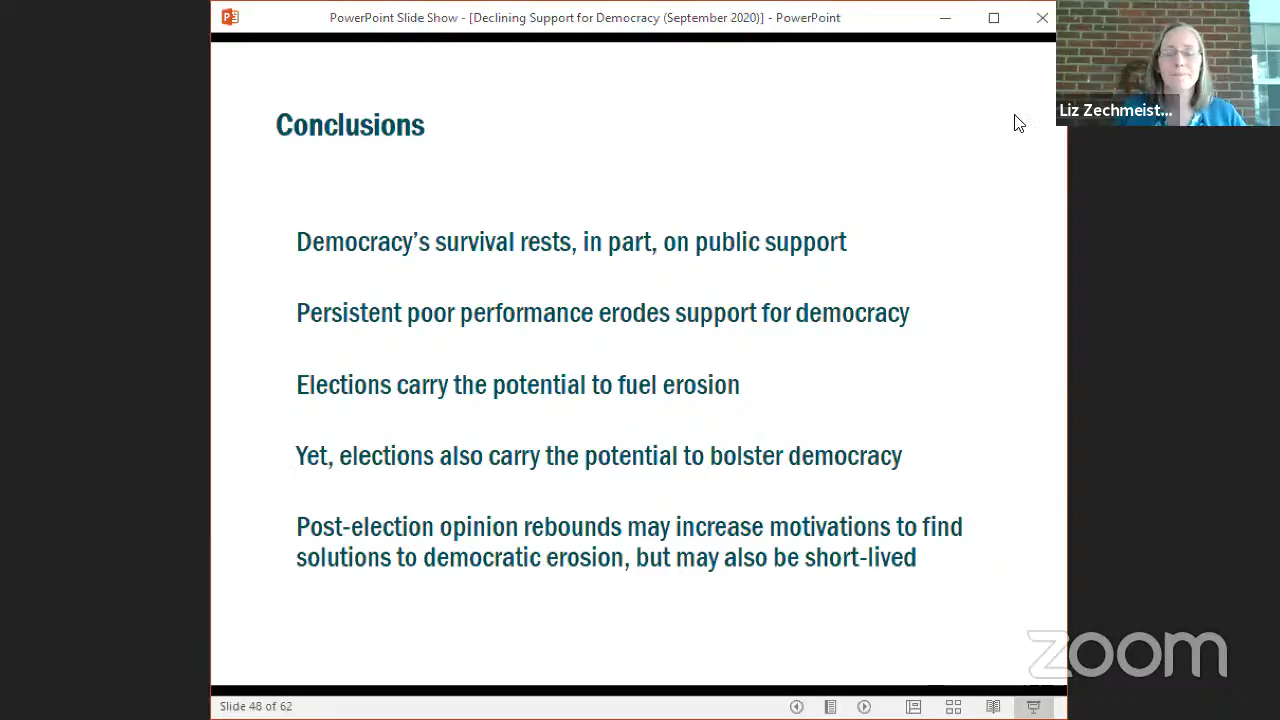 PowerPoint Slide Show - [Declining Support for Democracy (September 2020)] - PowerPoint
Liz Zechmeist...
Conclusions
Democracy's survival rests, in part, on public support
Persistent poor performance erodes support for democracy
Elections carry the potential to fuel erosion
Yet, elections also carry the potential to bolster democracy
Post-election opinion rebounds may increase motivations to find
solutions to democratic erosion, but may also be short-lived
zoom
Slide 48 of 62